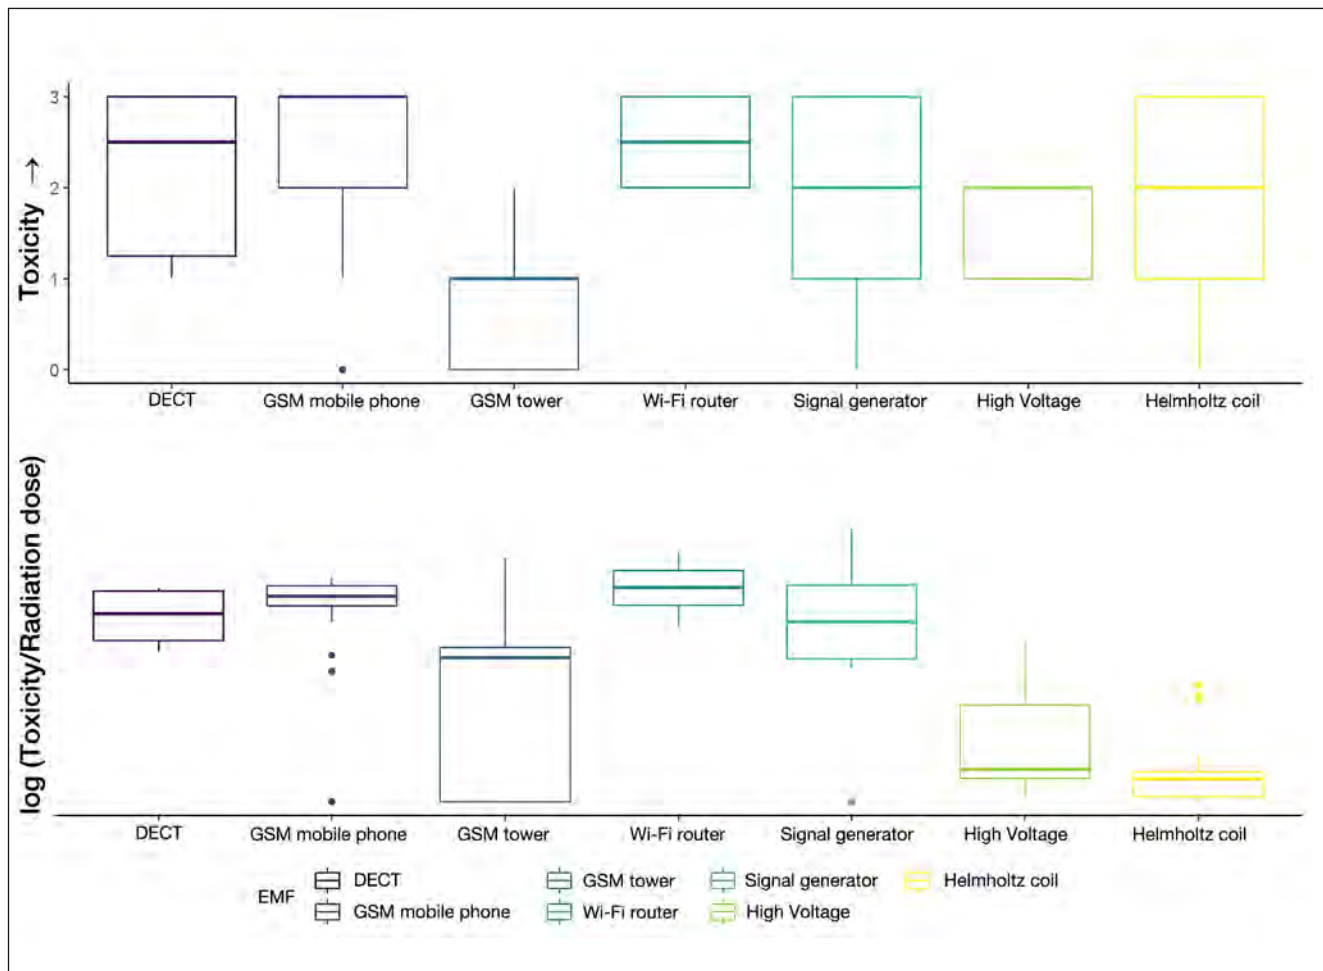 Toxicity →
3
2
1
0
DECT GSM mobile phone GSM tower Wi-Fi router Signal generator High Voltage Helmholtz coil
log (Toxicity/Radiation dose)
DECT GSM mobile phone GSM tower Wi-Fi router Signal generator High Voltage Helmholtz coil
EMF
DECT GSM tower Signal generator Helmholtz coil
GSM mobile phone Wi-Fi router High Voltage